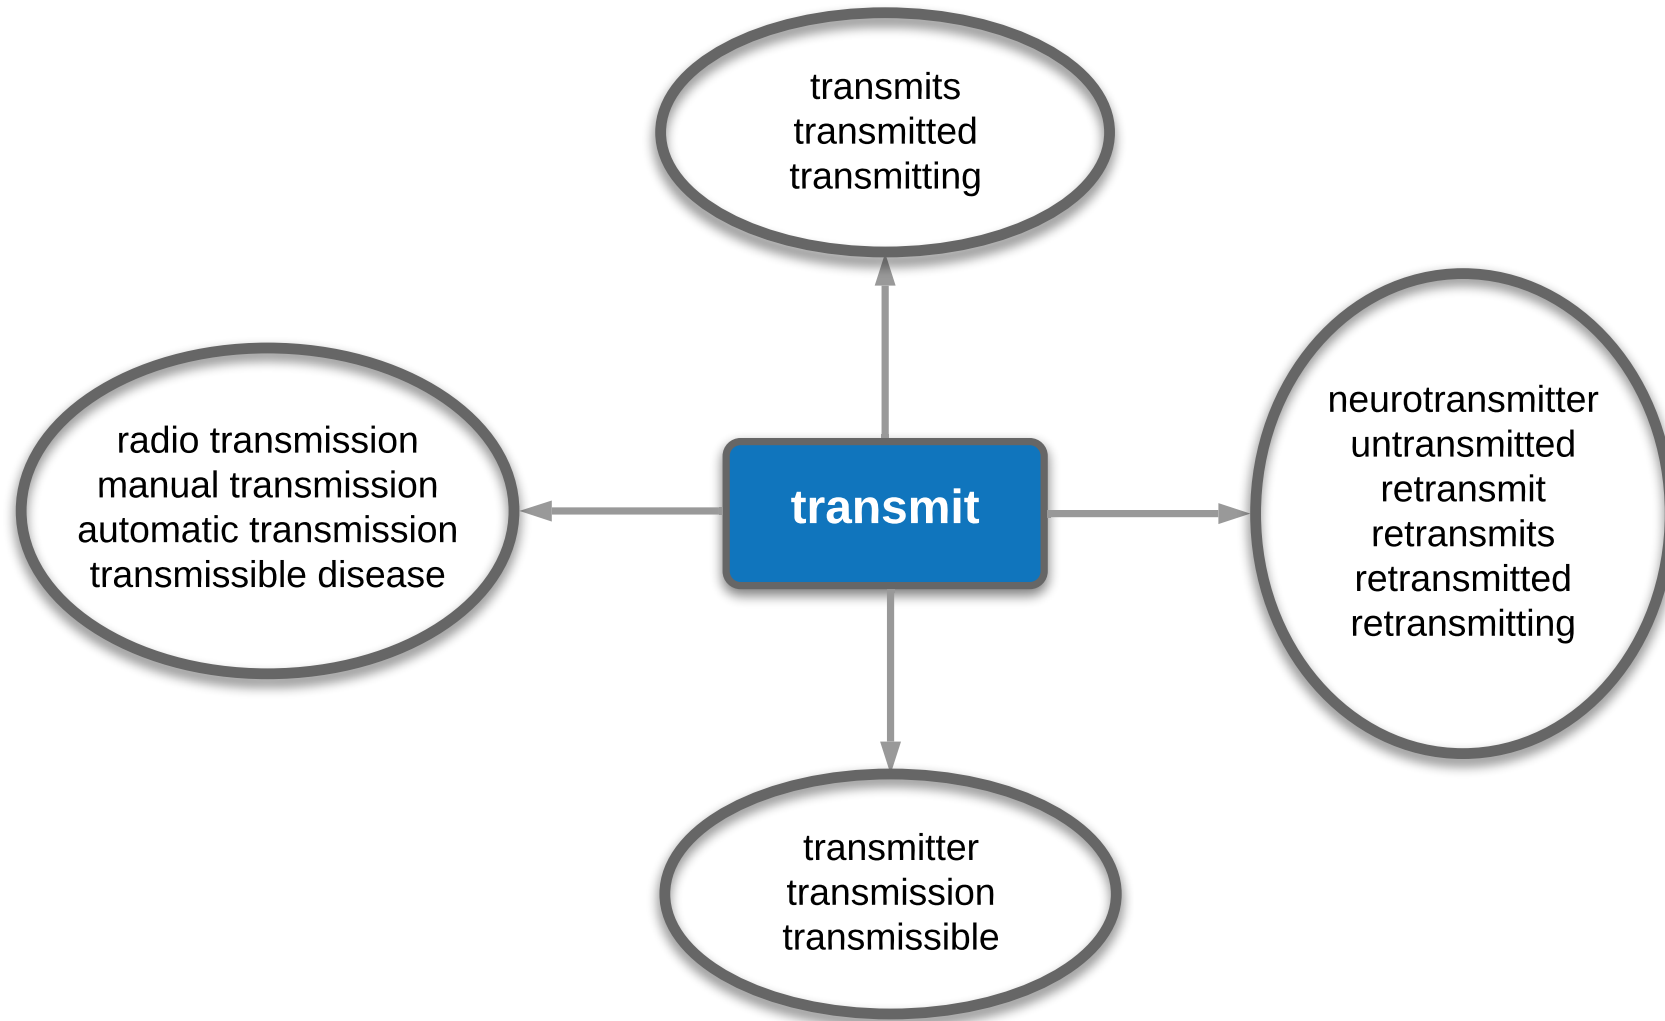 transmits
transmitted
transmitting
radio transmission
manual transmission
automatic transmission
transmissible disease
transmit
neurotransmitter
untransmitted
retransmit
retransmits
retransmitted
retransmitting
transmitter
transmission
transmissible